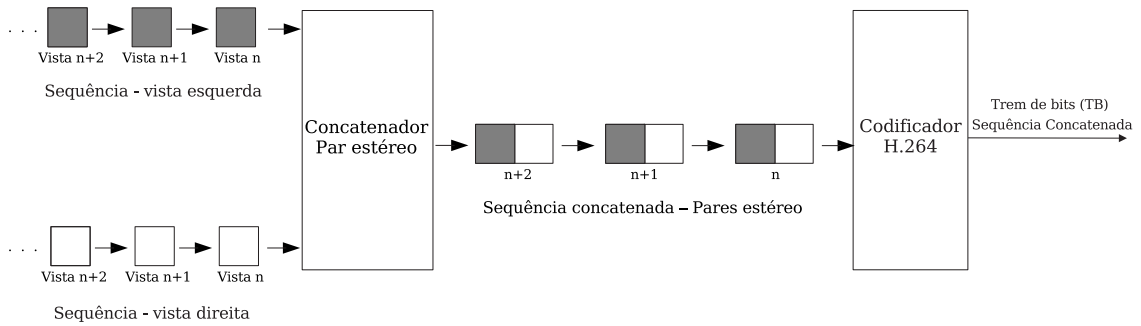 . . .
Vista n+2
Vista n+1
Vista n
Sequência - vista esquerda
Concatenador
Par estéreo
n+2
n+1
n
Sequência concatenada – Pares estéreo
Codificador
H.264
Trem de bits (TB)
Sequência Concatenada
. . .
Vista n+2
Vista n+1
Vista n
Sequência - vista direita